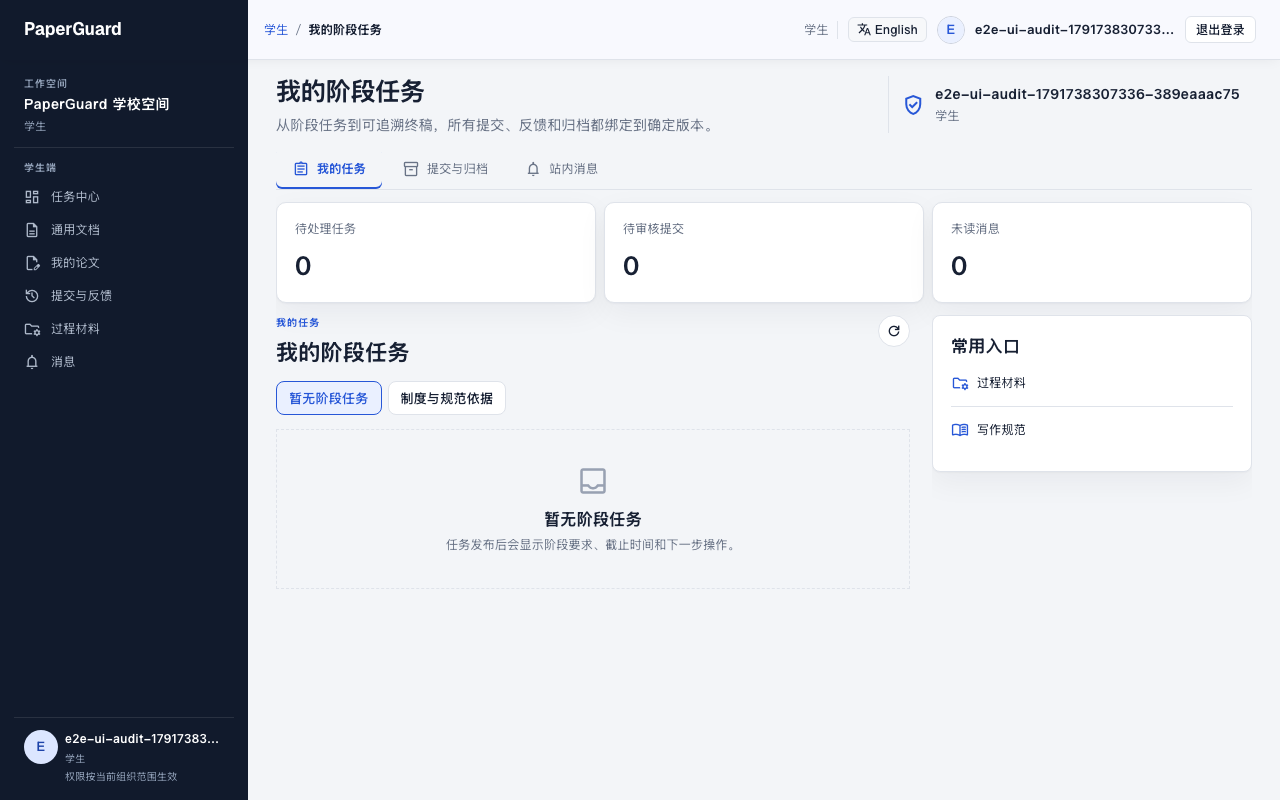 PaperGuard
工作空间
PaperGuard 学校空间
学生
学生端
任务中心
通用文档
我的论文
提交与反馈
过程材料
消息
E
e2e-ui-audit-17917383...
学生
权限按当前组织范围生效
学生 / 我的阶段任务
学生
English
E
e2e-ui-audit-179173830733...
退出登录
我的阶段任务
从阶段任务到可追溯终稿，所有提交、反馈和归档都绑定到确定版本。
e2e-ui-audit-1791738307336-389eaaac75
学生
我的任务
提交与归档
站内消息
待处理任务
0
待审核提交
0
未读消息
0
我的任务
我的阶段任务
暂无阶段任务
制度与规范依据
暂无阶段任务
任务发布后会显示阶段要求、截止时间和下一步操作。
常用入口
过程材料
写作规范